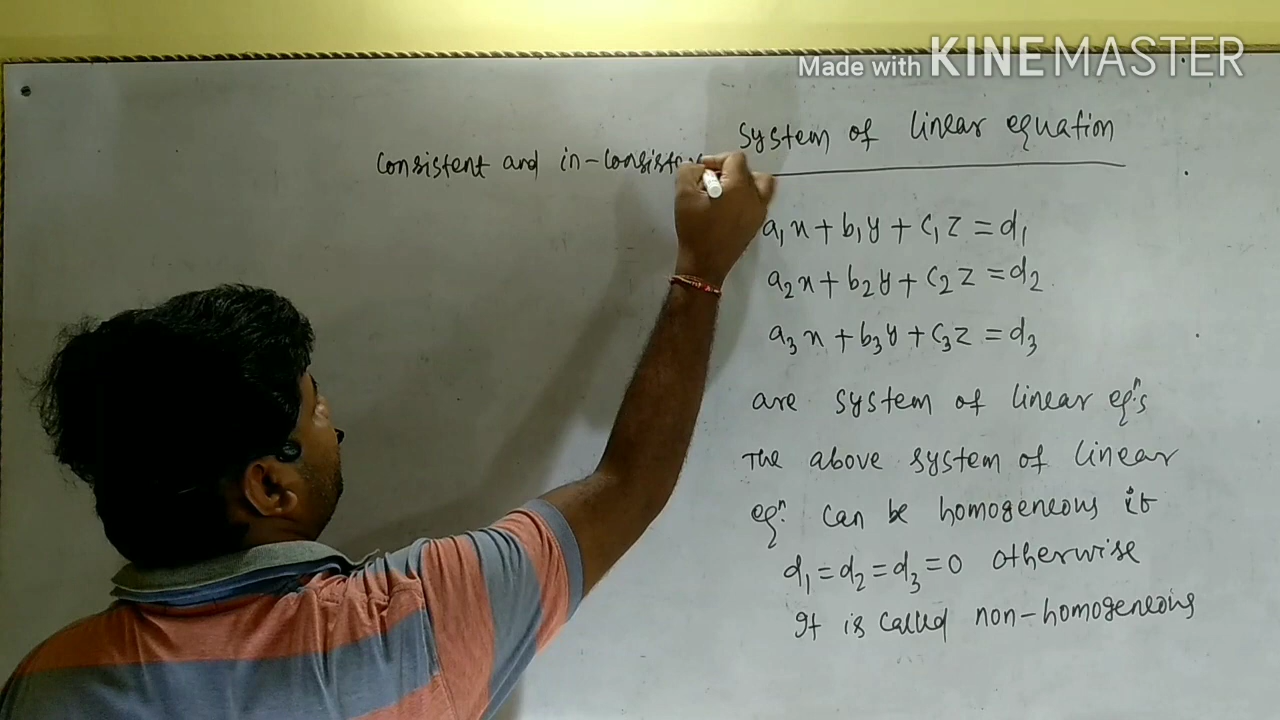 Made with KINEMASTER
System of linear equation
Consistent and in-consiste
a₁x + b₁y + c₁z = d₁
a₂x + b₂y + c₂z = d₂.
a₃x + b₃y + c₃z = d₃
are system of linear eqⁿ.s
The above system of linear
eqⁿ. can be homogeneous if
d₁ = d₂ = d₃ = 0 otherwise
It is called non-homogeneous